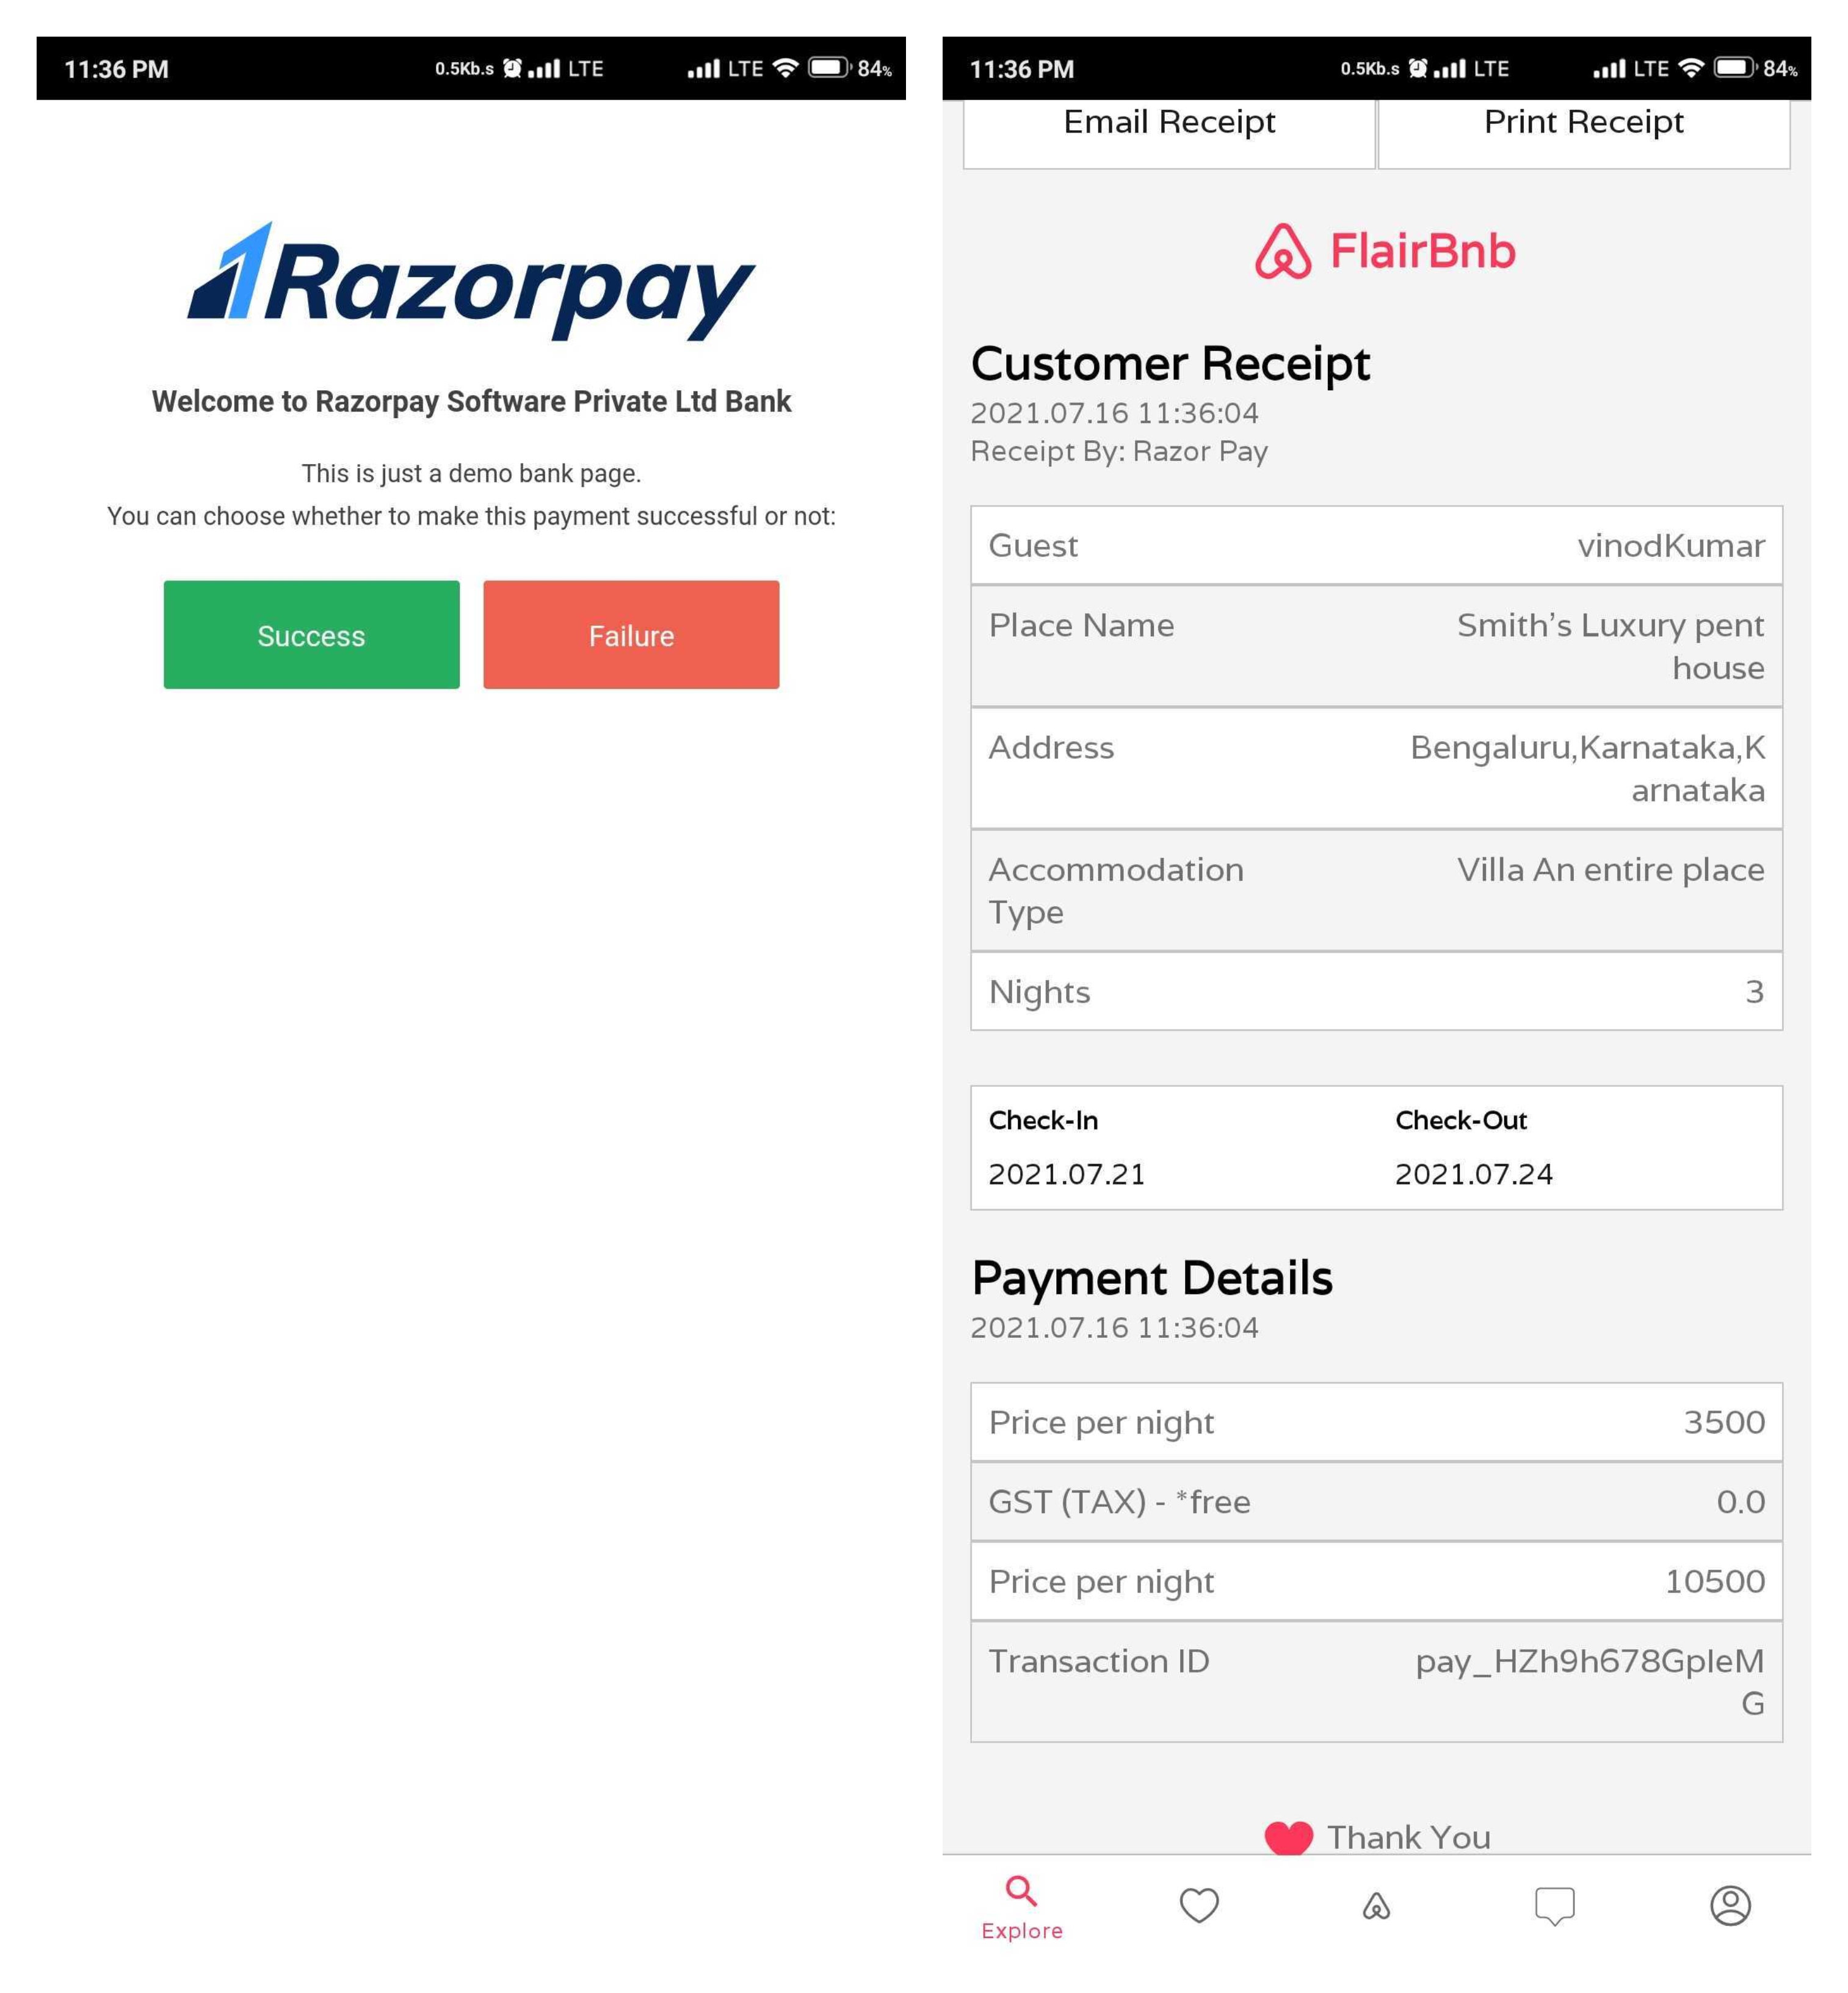 11:36 PM 0.5Kb.s LTE LTE 84%
Razorpay
Welcome to Razorpay Software Private Ltd Bank
This is just a demo bank page.
You can choose whether to make this payment successful or not:
Success Failure
11:36 PM 0.5Kb.s LTE LTE 84%
Email Receipt Print Receipt
FlairBnb
Customer Receipt
2021.07.16 11:36:04
Receipt By: Razor Pay
Guest vinodKumar
Place Name Smith's Luxury pent
house
Address Bengaluru,Karnataka,K
arnataka
Accommodation Villa An entire place
Type
Nights 3
Check-In Check-Out
2021.07.21 2021.07.24
Payment Details
2021.07.16 11:36:04
Price per night 3500
GST (TAX) - *free 0.0
Price per night 10500
Transaction ID pay_HZh9h678GpleM
G
Thank You
Explore